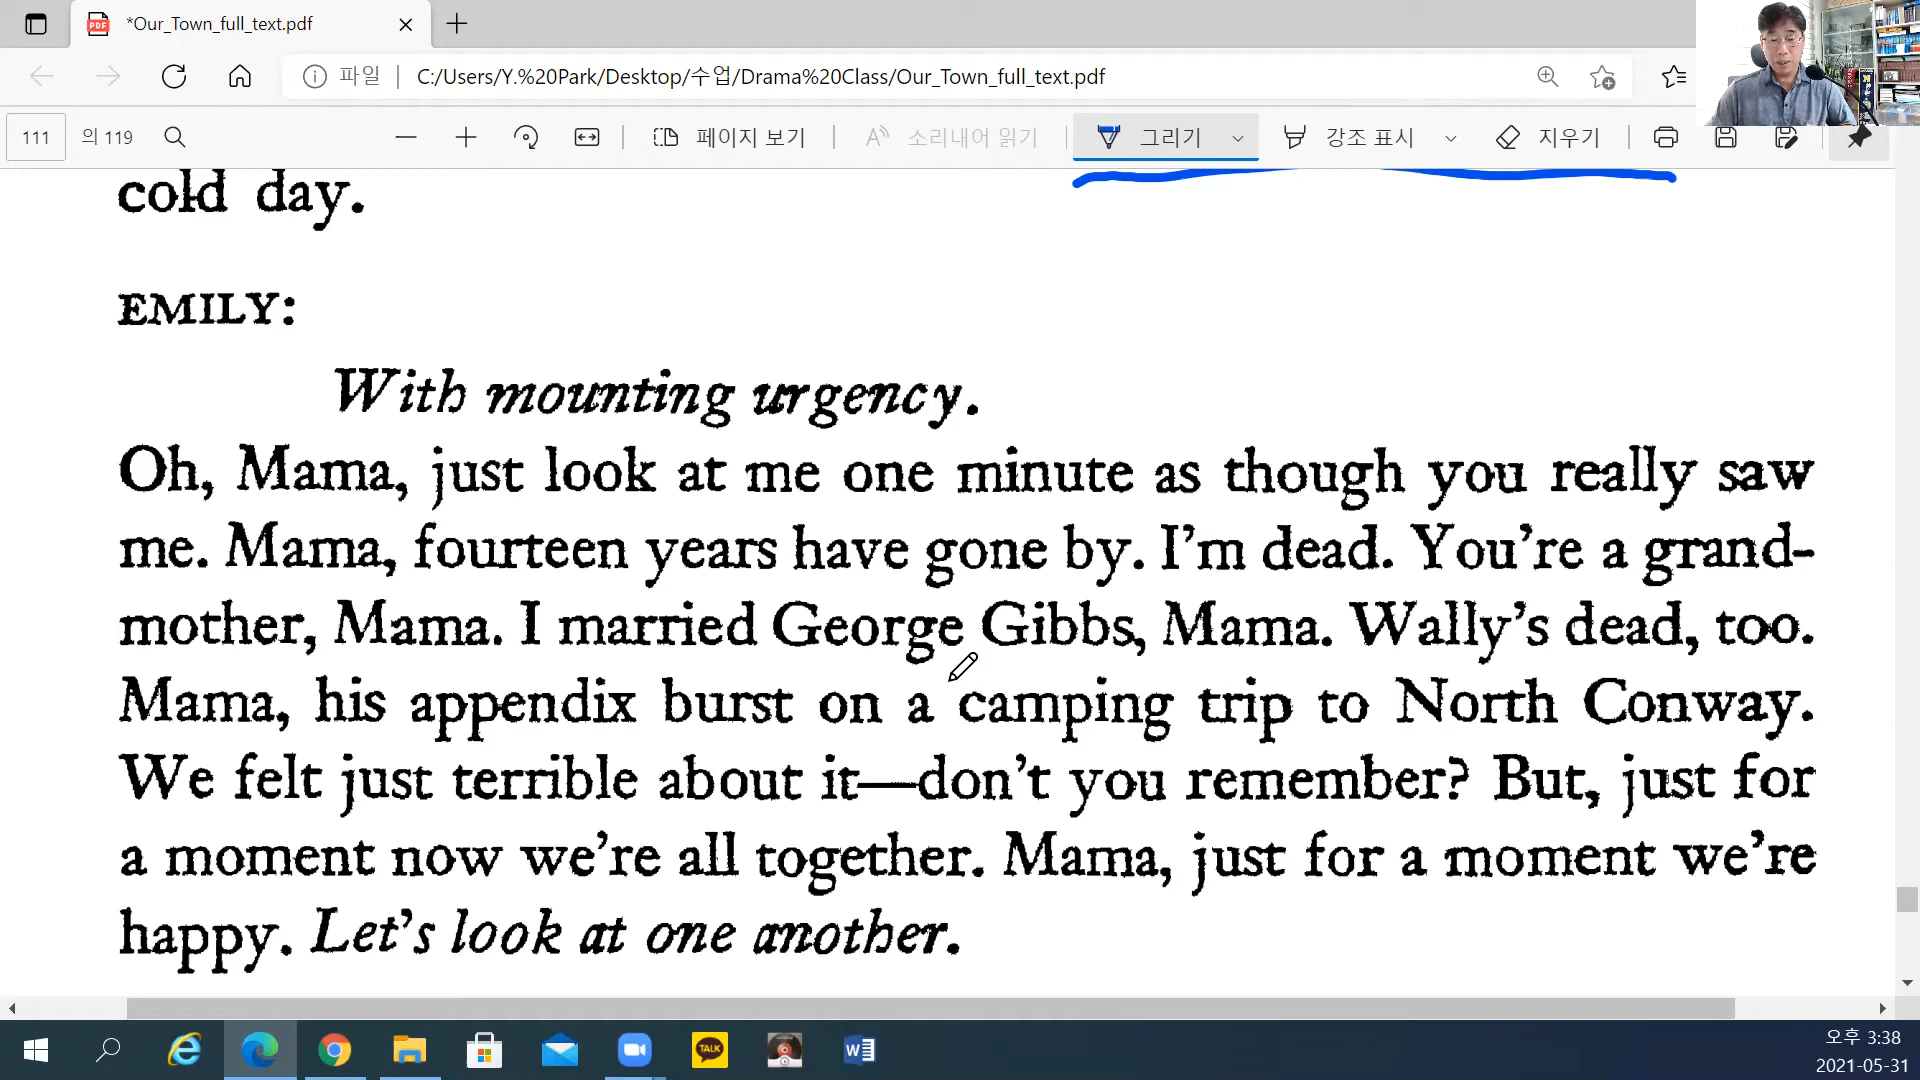 *Our_Town_full_text.pdf
파일 C:/Users/Y.%20Park/Desktop/수업/Drama%20Class/Our_Town_full_text.pdf
111 의 119 페이지 보기 소리내어 읽기 그리기 강조 표시 지우기
cold day.
EMILY:
With mounting urgency.
Oh, Mama, just look at me one minute as though you really saw
me. Mama, fourteen years have gone by. I'm dead. You're a grand-
mother, Mama. I married George Gibbs, Mama. Wally's dead, too.
Mama, his appendix burst on a camping trip to North Conway.
We felt just terrible about it—don't you remember? But, just for
a moment now we're all together. Mama, just for a moment we're
happy. Let's look at one another.
TALK
오후 3:38
2021-05-31